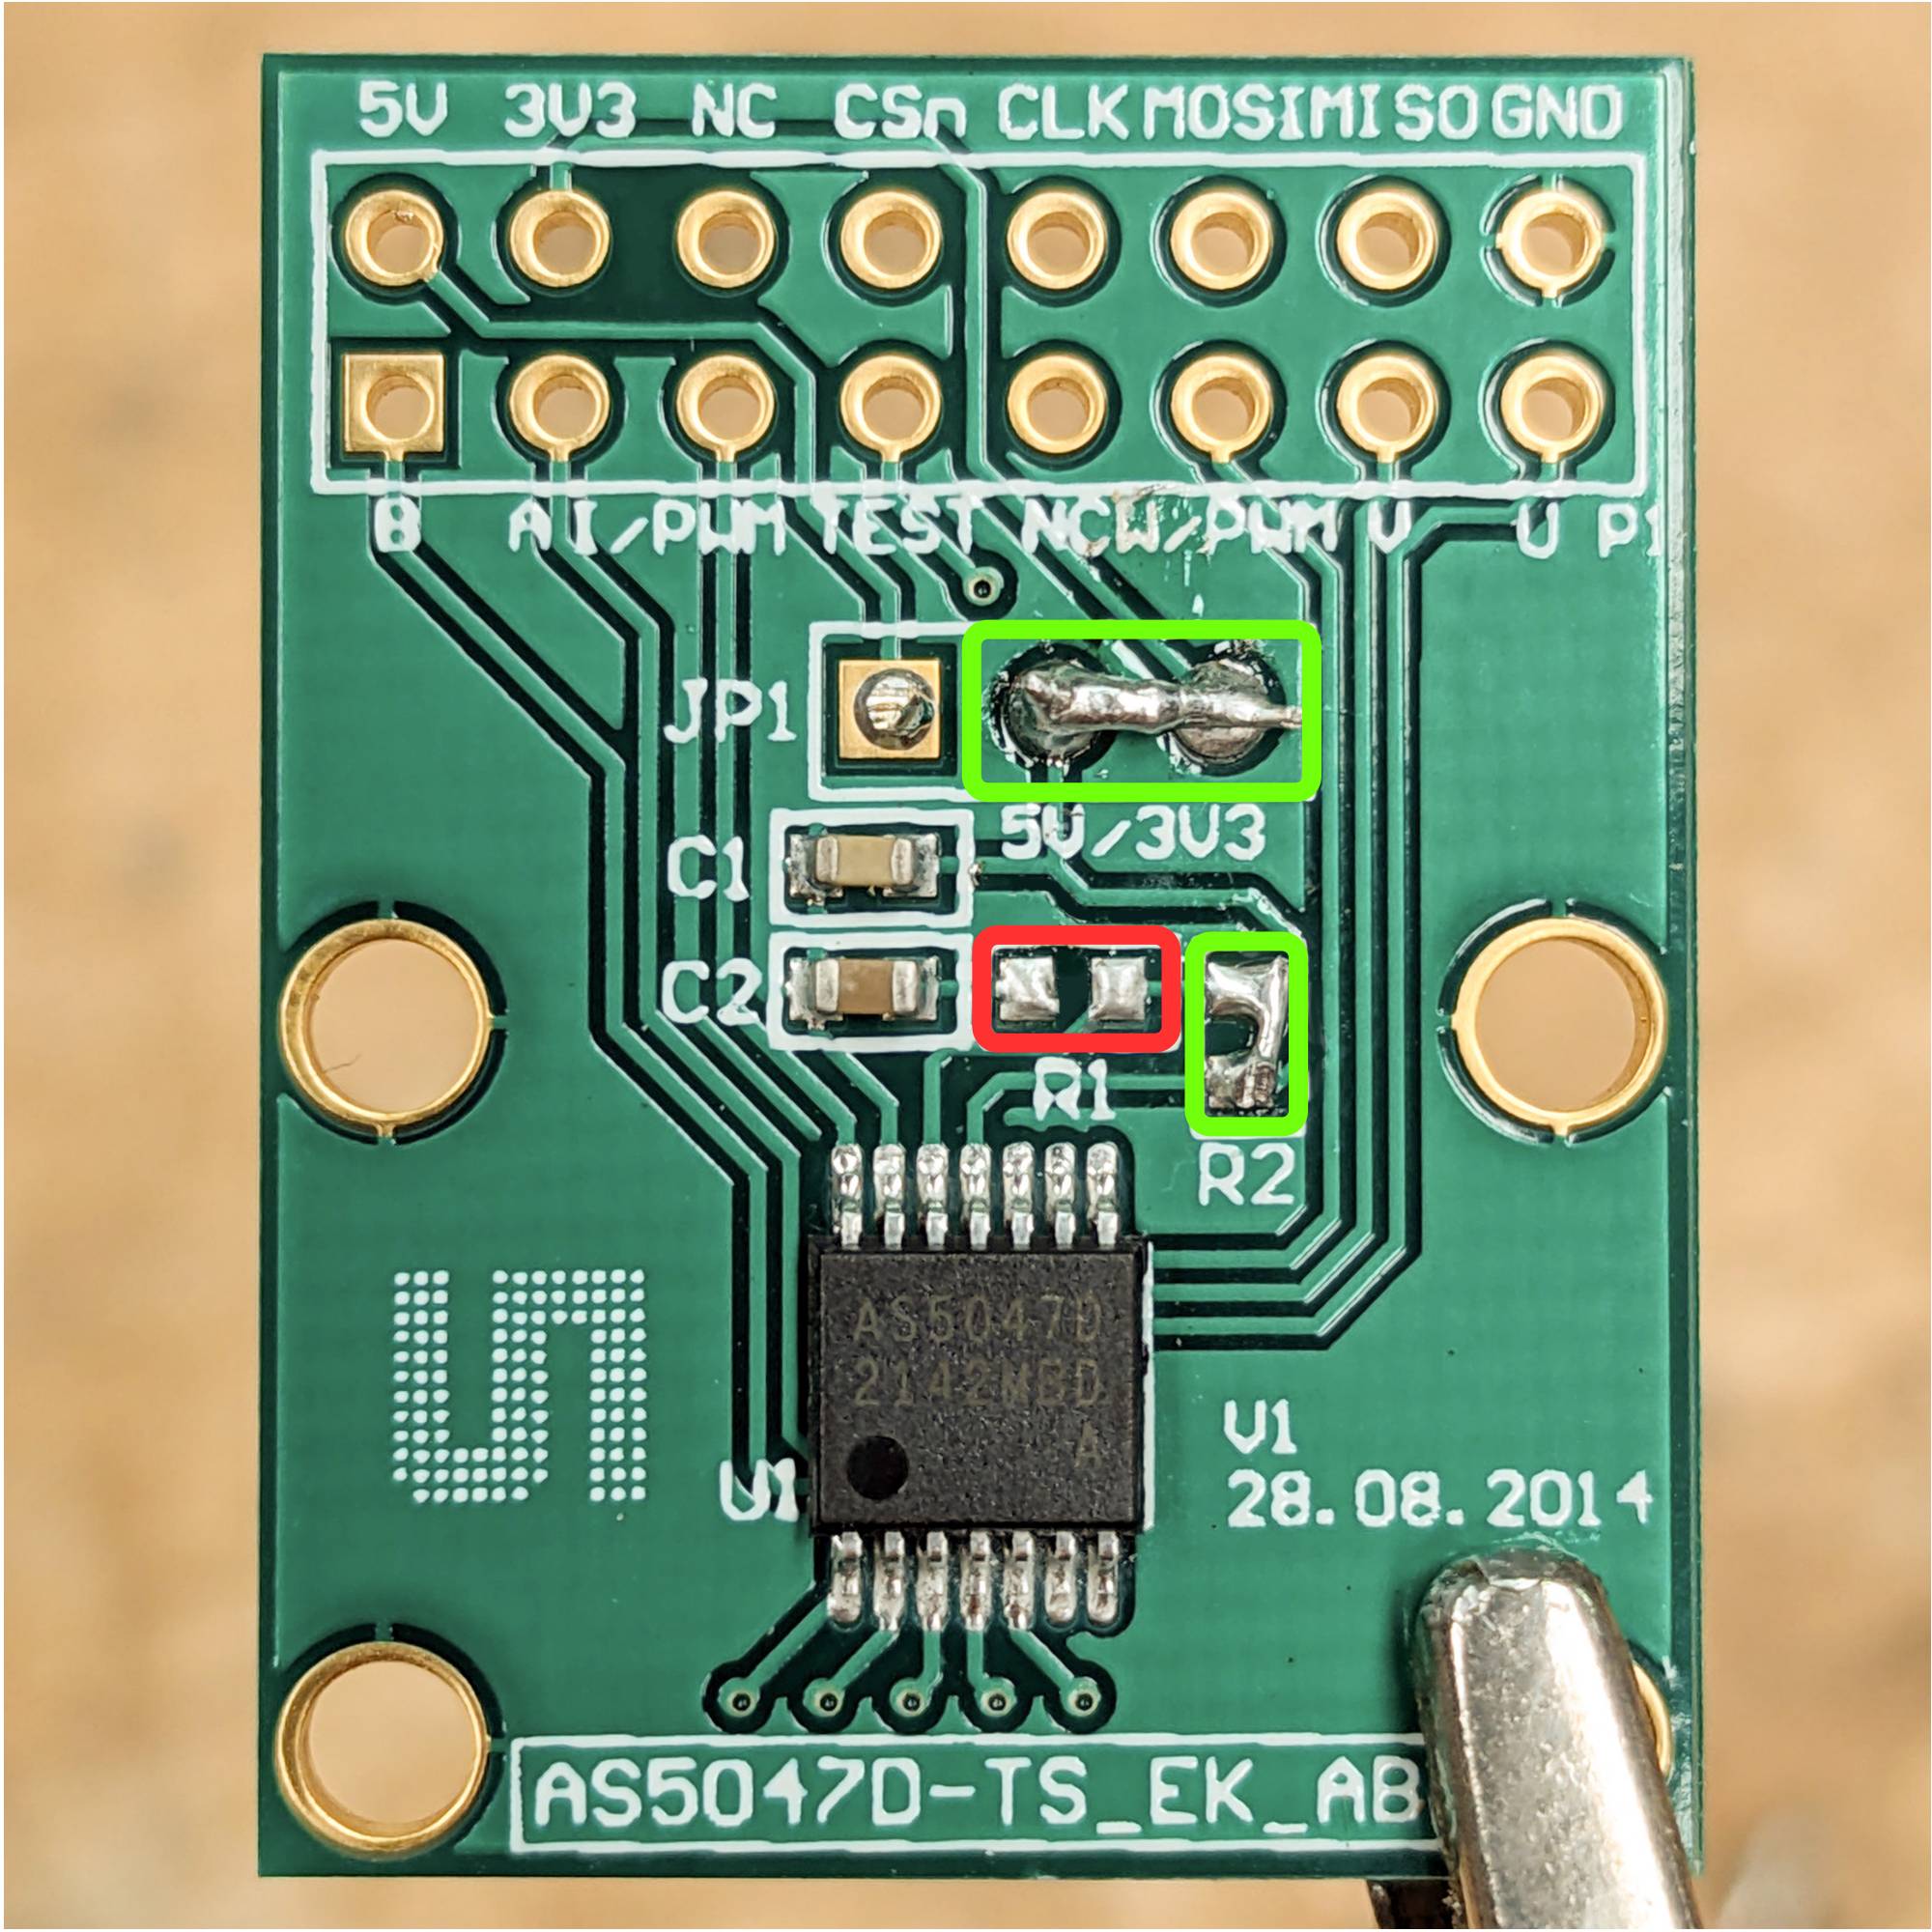 5V 3V3 NC CSn CLK MOSI MISO GND
B A I/PWM TEST NC W/PWM V U P1
JP1
5V/3V3
C1
C2
R1
R2
AS5047D
2142MBD
A
U1
V1
28.08.2014
AS5047D-TS_EK_AB